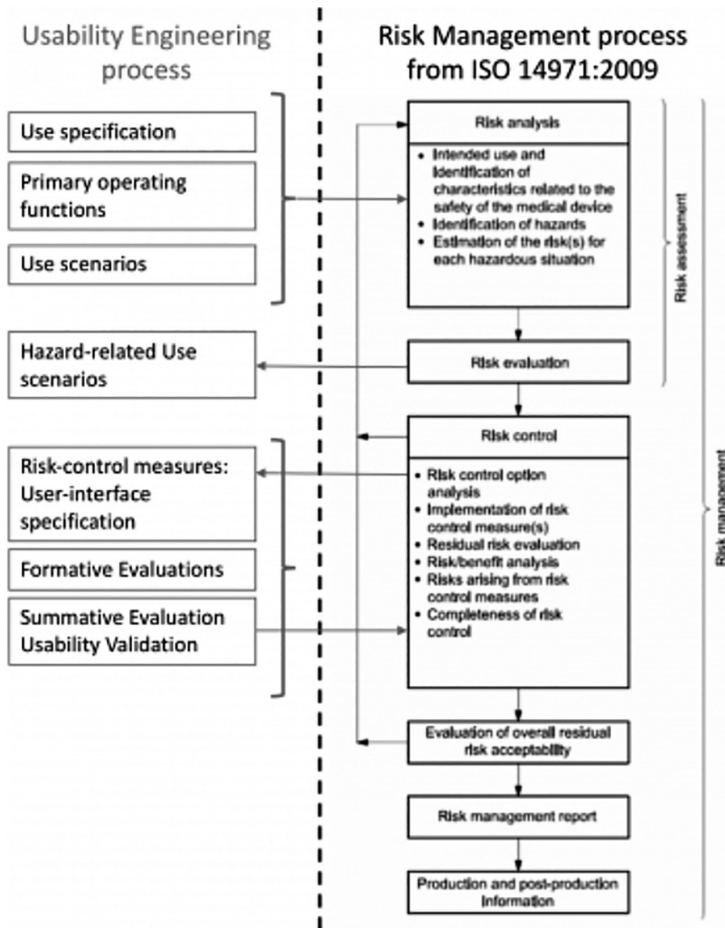 Usability Engineering
process
Use specification
Primary operating
functions
Use scenarios
Hazard-related Use
scenarios
Risk-control measures:
User-interface
specification
Formative Evaluations
Summative Evaluation
Usability Validation
Risk Management process
from ISO 14971:2009
Risk analysis
• Intended use and
Identification of
characteristics related to the
safety of the medical device
• Identification of hazards
• Estimation of the risk(s) for
each hazardous situation
Risk evaluation
Risk control
• Risk control option
analysis
• Implementation of risk
control measure(s)
• Residual risk evaluation
• Risk/benefit analysis
• Risks arising from risk
control measures
• Completeness of risk
control
Evaluation of overall residual
risk acceptability
Risk management report
Production and post-production
Information
Risk assessment
Risk management